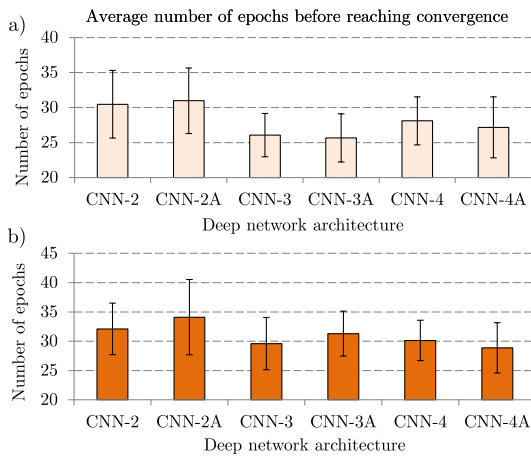 Average number of epochs before reaching convergence
a)
Number of epochs
40
35
30
25
20
CNN-2 CNN-2A CNN-3 CNN-3A CNN-4 CNN-4A
Deep network architecture
b)
Number of epochs
45
40
35
30
25
20
CNN-2 CNN-2A CNN-3 CNN-3A CNN-4 CNN-4A
Deep network architecture